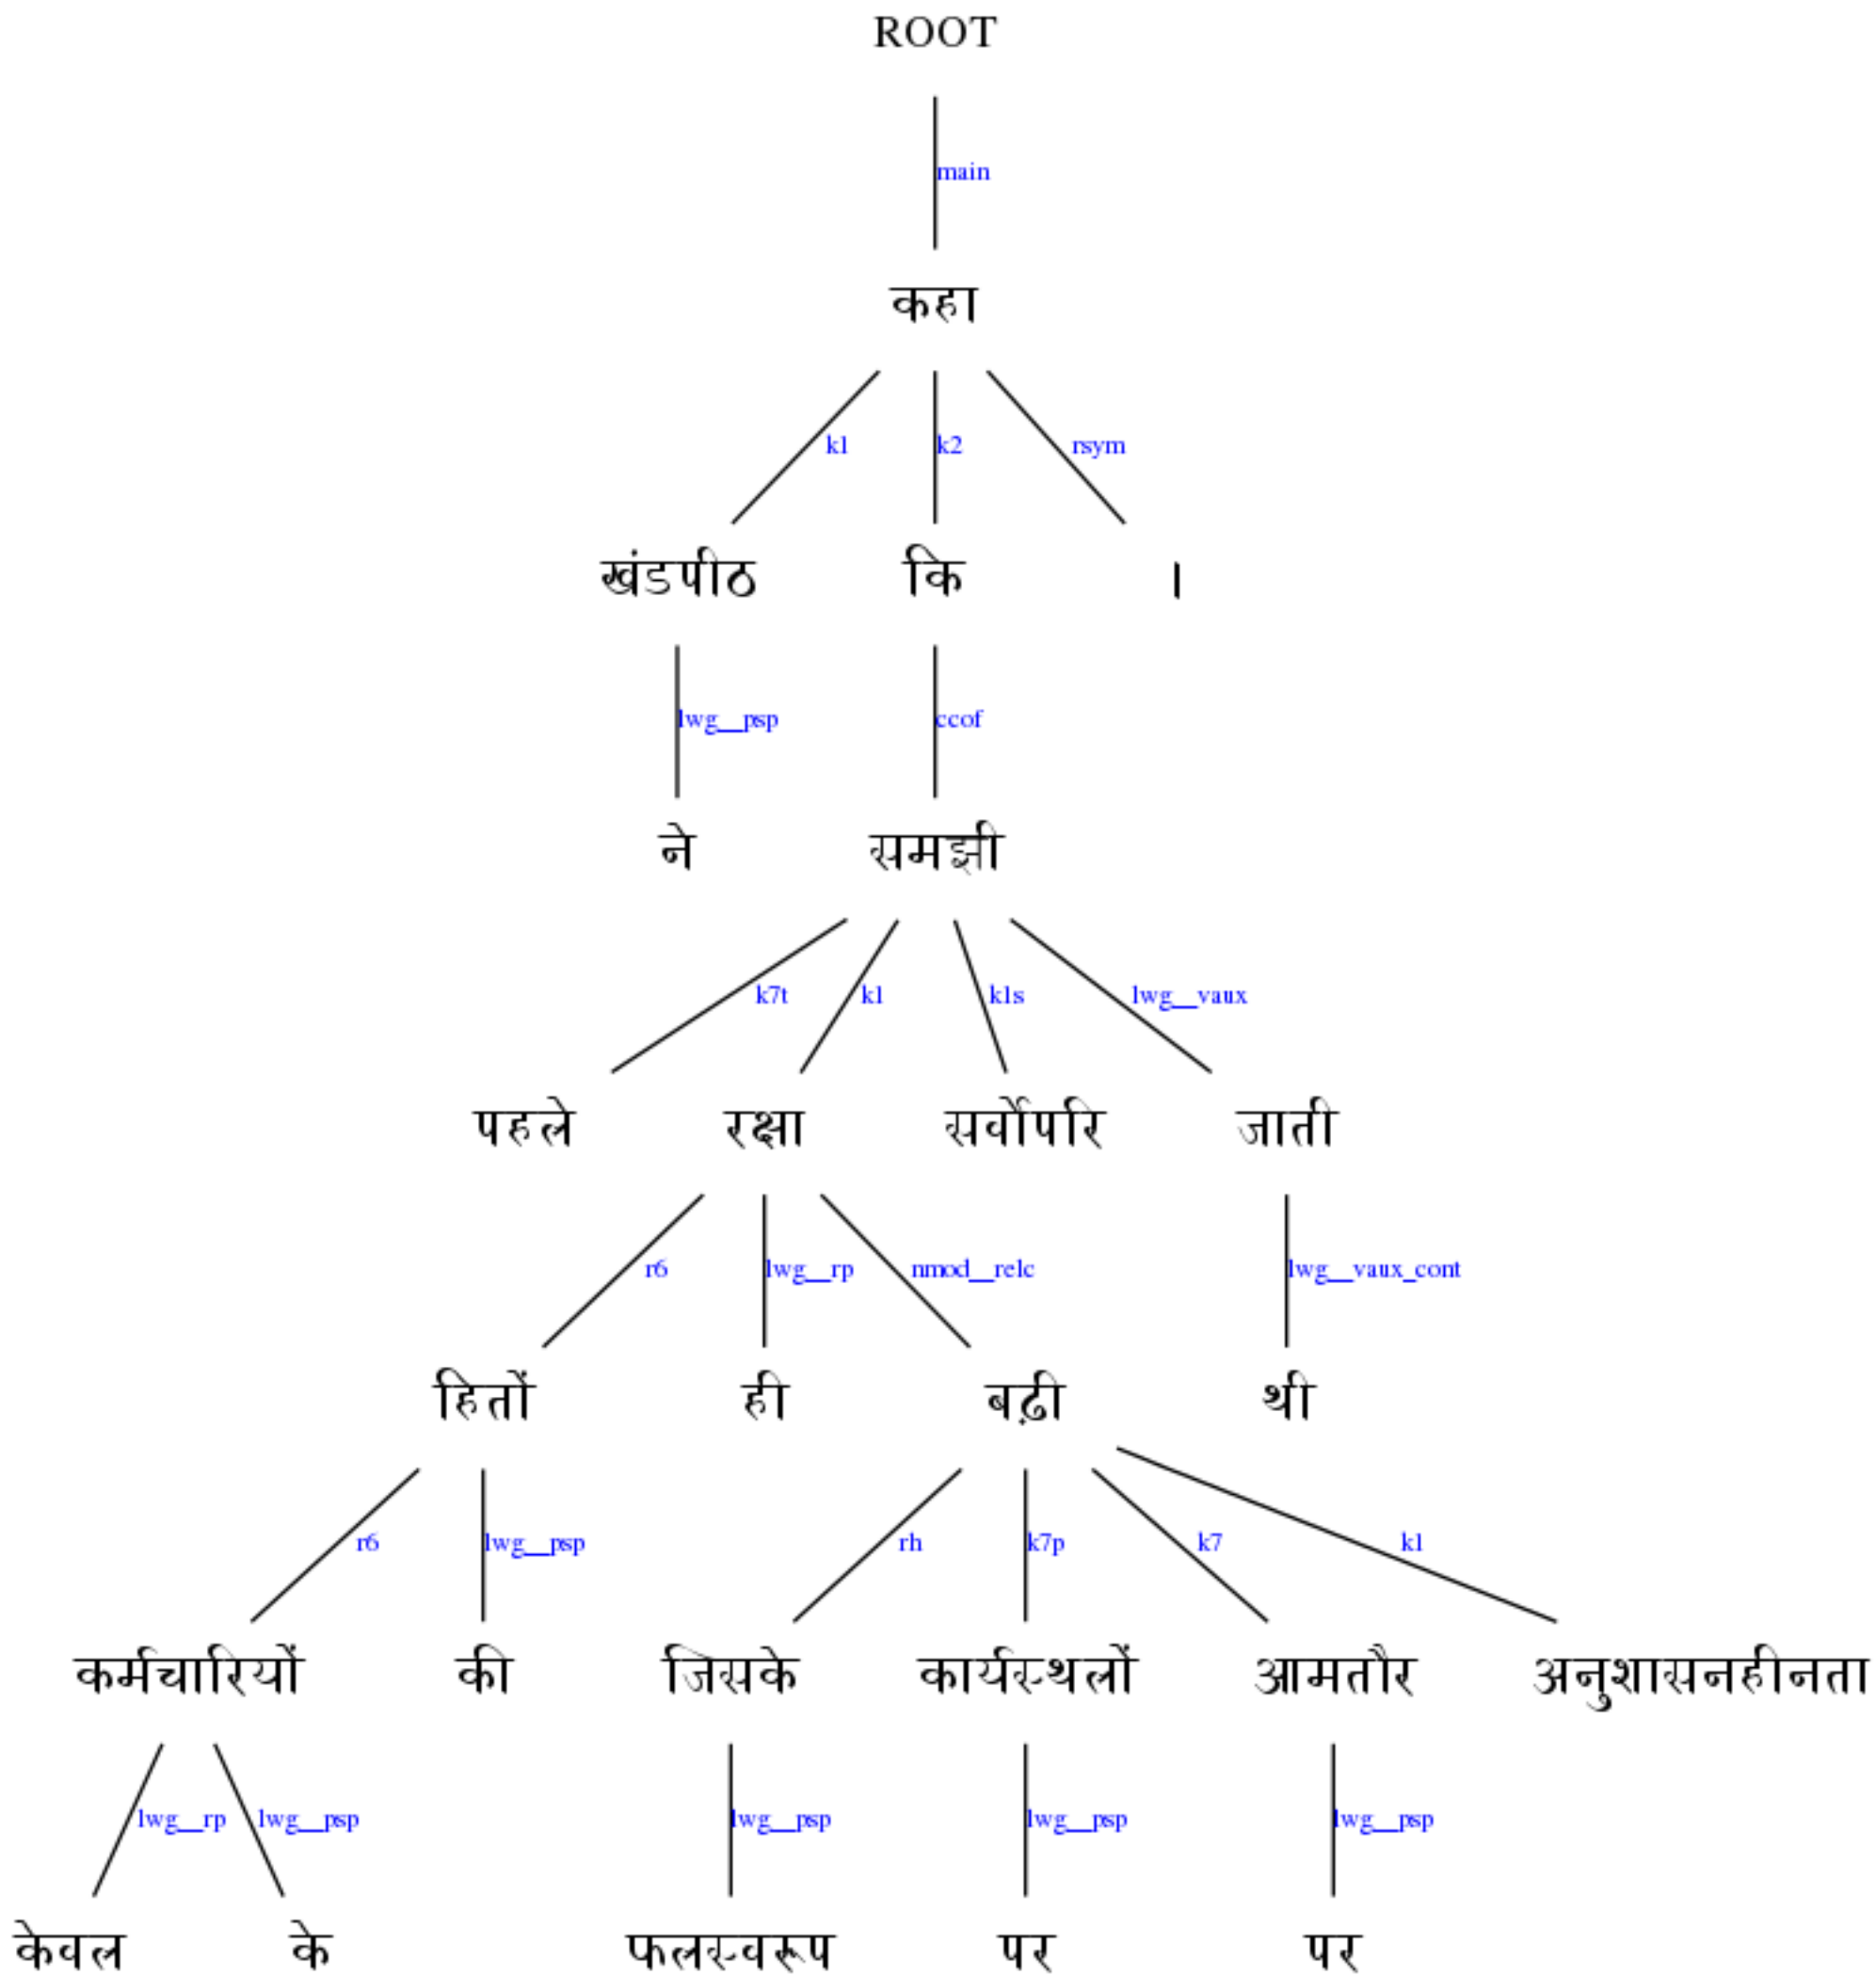 ROOT
main
कहा
k1 k2 rsym
खंडपीठ कि ।
lwg__psp ccof
ने समझी
k7t k1 k1s lwg__vaux
पहले रक्षा सर्वोपरि जाती
r6 lwg__rp nmod__relc lwg__vaux_cont
हितों ही बढ़ी थी
r6 lwg__psp rh k7p k7 k1
कर्मचारियों की जिसके कार्यस्थलों आमतौर अनुशासनहीनता
lwg__rp lwg__psp lwg__psp lwg__psp lwg__psp
केवल के फलस्वरूप पर पर